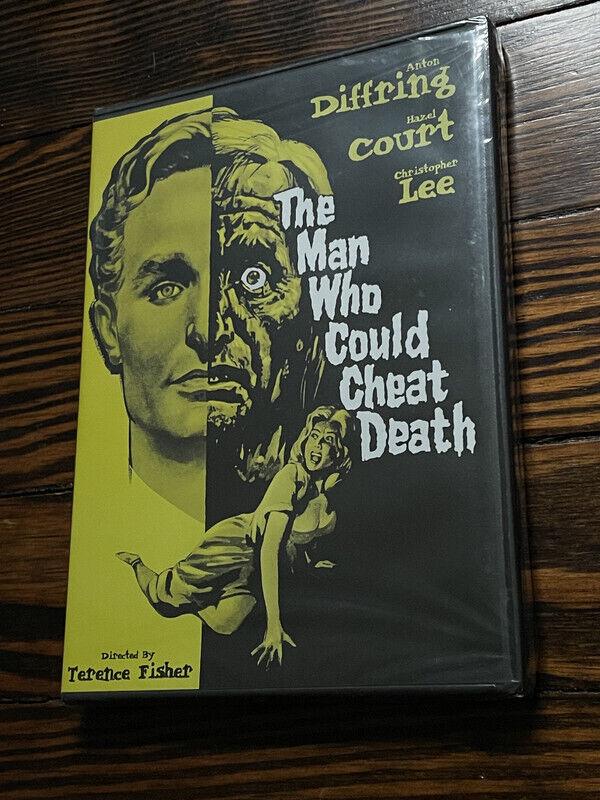 Anton
Diffring
Hazel
Court
Christopher
Lee
The
Man
Who
Could
Cheat
Death
Directed By
Terence Fisher